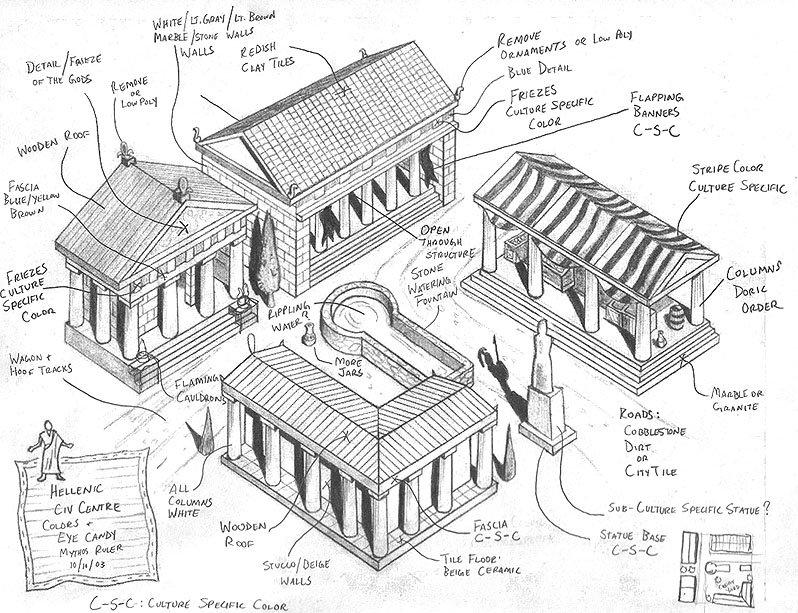 WHITE/LT.GRAY/LT.BROWN
MARBLE/STONE WALLS
WALLS
REDISH
CLAY TILES
REMOVE
ORNAMENTS OR LOW POLY
BLUE DETAIL
FRIEZES
CULTURE SPECIFIC
COLOR
FLAPPING
BANNERS
C-S-C
DETAIL/FRIEZE
OF THE GODS
REMOVE
OR
LOW POLY
WOODEN ROOF
FASCIA
BLUE/YELLOW
BROWN
FRIEZES
CULTURE
SPECIFIC
COLOR
STRIPE COLOR
CULTURE SPECIFIC
OPEN
THROUGH
STRUCTURE
STONE
WATERING
FOUNTAIN
COLUMNS
DORIC
ORDER
RIPPLING
WATER
MORE
JARS
WAGON +
HOOF TRACKS
FLAMING
CAULDRONS
MARBLE OR
GRANITE
ROADS:
COBBLESTONE
DIRT
OR
CITY TILE
ALL
COLUMNS
WHITE
WOODEN
ROOF
STUCCO/BEIGE
WALLS
FASCIA
C-S-C
TILE FLOOR:
BEIGE CERAMIC
SUB-CULTURE SPECIFIC STATUE?
STATUE BASE
C-S-C
HELLENIC
CIV CENTRE
COLORS +
EYE CANDY
MYTHOS RULER
10/11/03
C-S-C: CULTURE SPECIFIC COLOR